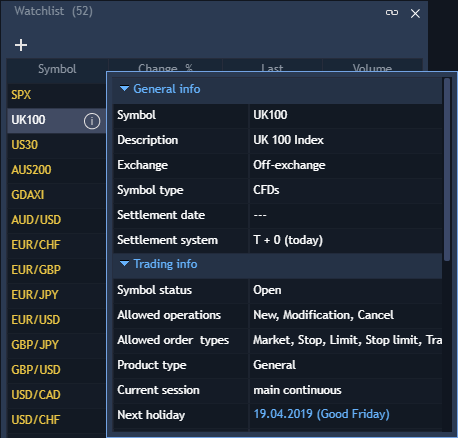 Watchlist (52)
+
Symbol Change, % Last Volume
SPX
UK100
US30
AUS200
GDAXI
AUD/USD
EUR/CHF
EUR/GBP
EUR/JPY
EUR/USD
GBP/JPY
GBP/USD
USD/CAD
USD/CHF
General info
Symbol UK100
Description UK 100 Index
Exchange Off-exchange
Symbol type CFDs
Settlement date ---
Settlement system T + 0 (today)
Trading info
Symbol status Open
Allowed operations New, Modification, Cancel
Allowed order types Market, Stop, Limit, Stop limit, Tra
Product type General
Current session main continuous
Next holiday 19.04.2019 (Good Friday)